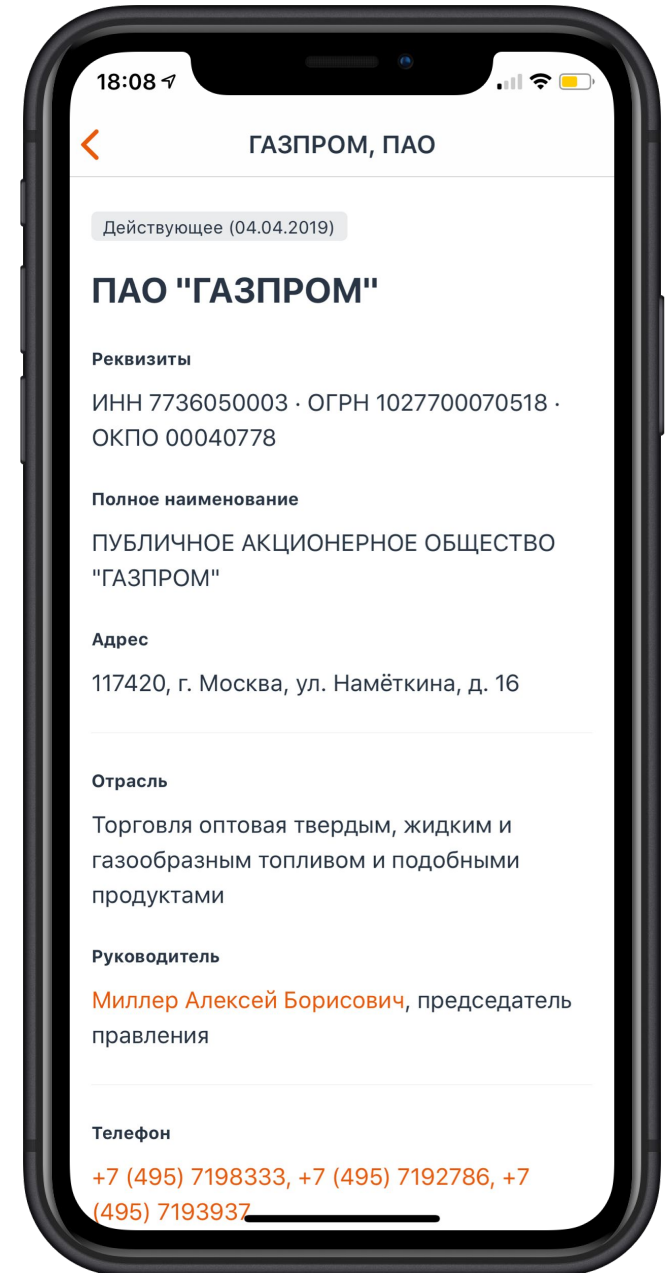 18:08
ГАЗПРОМ, ПАО
Действующее (04.04.2019)
ПАО "ГАЗПРОМ"
Реквизиты
ИНН 7736050003 · ОГРН 1027700070518 ·
ОКПО 00040778
Полное наименование
ПУБЛИЧНОЕ АКЦИОНЕРНОЕ ОБЩЕСТВО
"ГАЗПРОМ"
Адрес
117420, г. Москва, ул. Намёткина, д. 16
Отрасль
Торговля оптовая твердым, жидким и
газообразным топливом и подобными
продуктами
Руководитель
Миллер Алексей Борисович, председатель
правления
Телефон
+7 (495) 7198333, +7 (495) 7192786, +7
(495) 7193937